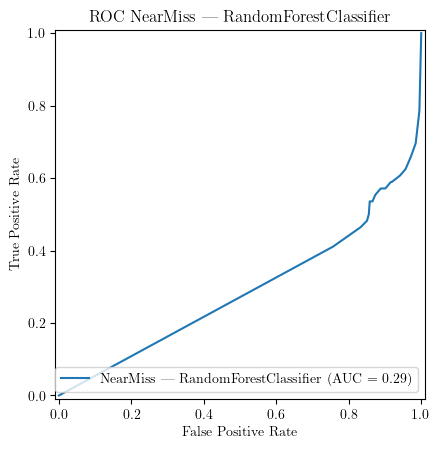 ROC NearMiss — RandomForestClassifier
True Positive Rate
1.0
0.8
0.6
0.4
0.2
0.0
NearMiss — RandomForestClassifier (AUC = 0.29)
0.0 0.2 0.4 0.6 0.8 1.0
False Positive Rate